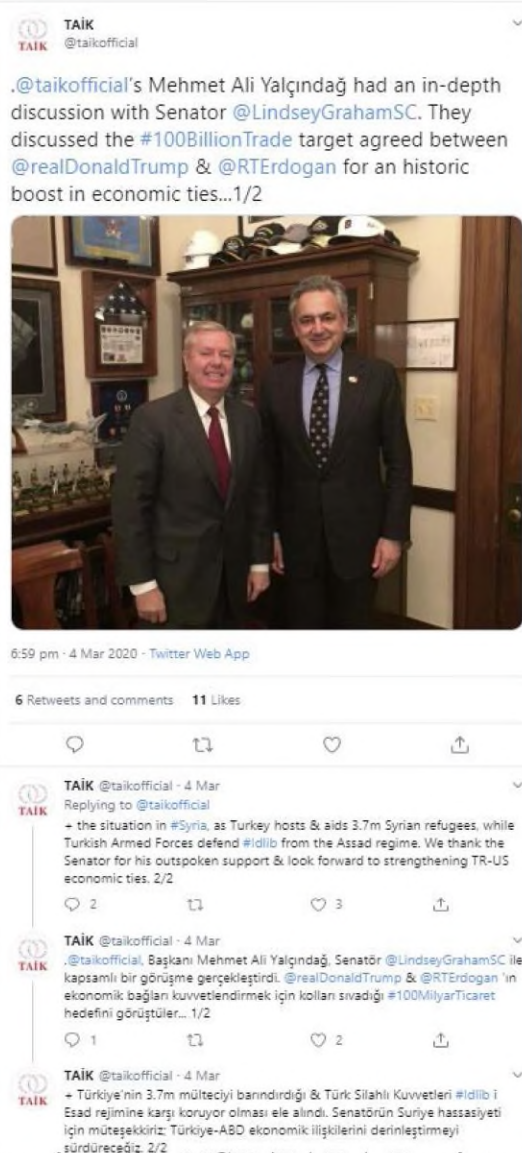 TAİK
@taikofficial
TAİK
.@taikofficial's Mehmet Ali Yalçındağ had an in-depth
discussion with Senator @LindseyGrahamSC. They
discussed the #100BillionTrade target agreed between
@realDonaldTrump & @RTErdogan for an historic
boost in economic ties...1/2
6:59 pm · 4 Mar 2020 · Twitter Web App
6 Retweets and comments 11 Likes
TAİK @taikofficial · 4 Mar
Replying to @taikofficial
TAİK
+ the situation in #Syria, as Turkey hosts & aids 3.7m Syrian refugees, while
Turkish Armed Forces defend #Idlib from the Assad regime. We thank the
Senator for his outspoken support & look forward to strengthening TR-US
economic ties. 2/2
2 3
TAİK @taikofficial · 4 Mar
TAİK
.@taikofficial, Başkanı Mehmet Ali Yalçındağ, Senatör @LindseyGrahamSC ile
kapsamlı bir görüşme gerçekleştirdi. @realDonaldTrump & @RTErdogan 'ın
ekonomik bağları kuvvetlendirmek için kolları sıvadığı #100MilyarTicaret
hedefini görüştüler... 1/2
1 2
TAİK @taikofficial · 4 Mar
TAİK
+ Türkiye'nin 3.7m mülteciyi barındırdığı & Türk Silahlı Kuvvetleri #Idlib i
Esad rejimine karşı koruyor olması ele alındı. Senatörün Suriye hassasiyeti
için müteşekkiriz; Türkiye-ABD ekonomik ilişkilerini derinleştirmeyi
sürdüreceğiz. 2/2